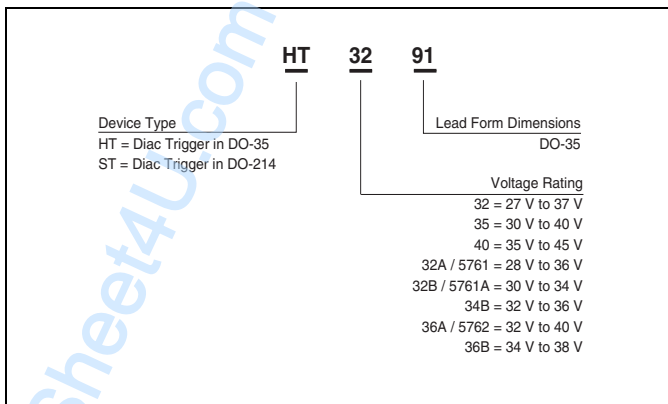 HT 32 91
Device Type
HT = Diac Trigger in DO-35
ST = Diac Trigger in DO-214
Lead Form Dimensions
DO-35
Voltage Rating
32 = 27 V to 37 V
35 = 30 V to 40 V
40 = 35 V to 45 V
32A / 5761 = 28 V to 36 V
32B / 5761A = 30 V to 34 V
34B = 32 V to 36 V
36A / 5762 = 32 V to 40 V
36B = 34 V to 38 V
Sheet4U.com